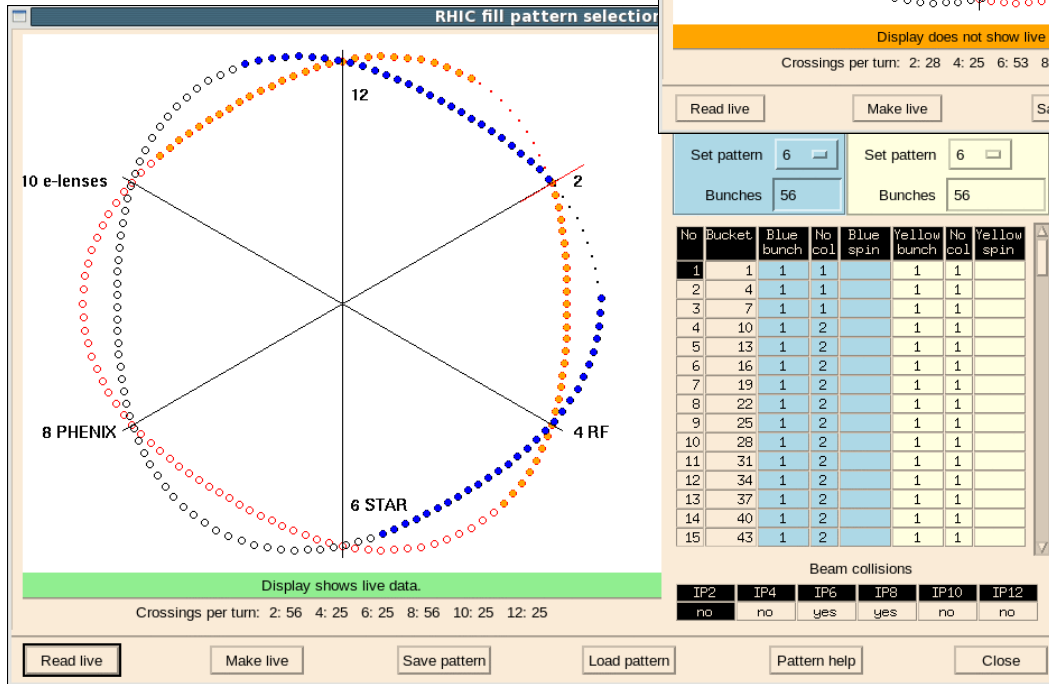 RHIC fill pattern selection
12
10 e-lenses
2
8 PHENIX
4 RF
6 STAR
Display shows live data.
Crossings per turn: 2: 56 4: 25 6: 25 8: 56 10: 25 12: 25
Read live
Make live
Save pattern
Load pattern
Pattern help
Close
Display does not show live
Crossings per turn: 2: 28 4: 25 6: 53 8
Read live
Make live
Sa
Set pattern 6
Bunches 56
Set pattern 6
Bunches 56
No Bucket Blue bunch No col Blue spin Yellow bunch No col Yellow spin
1 1 1 1 1 1
2 4 1 1 1 1
3 7 1 1 1 1
4 10 1 2 1 1
5 13 1 2 1 1
6 16 1 2 1 1
7 19 1 2 1 1
8 22 1 2 1 1
9 25 1 2 1 1
10 28 1 2 1 1
11 31 1 2 1 1
12 34 1 2 1 1
13 37 1 2 1 1
14 40 1 2 1 1
15 43 1 2 1 1
Beam collisions
IP2 IP4 IP6 IP8 IP10 IP12
no no yes yes no no